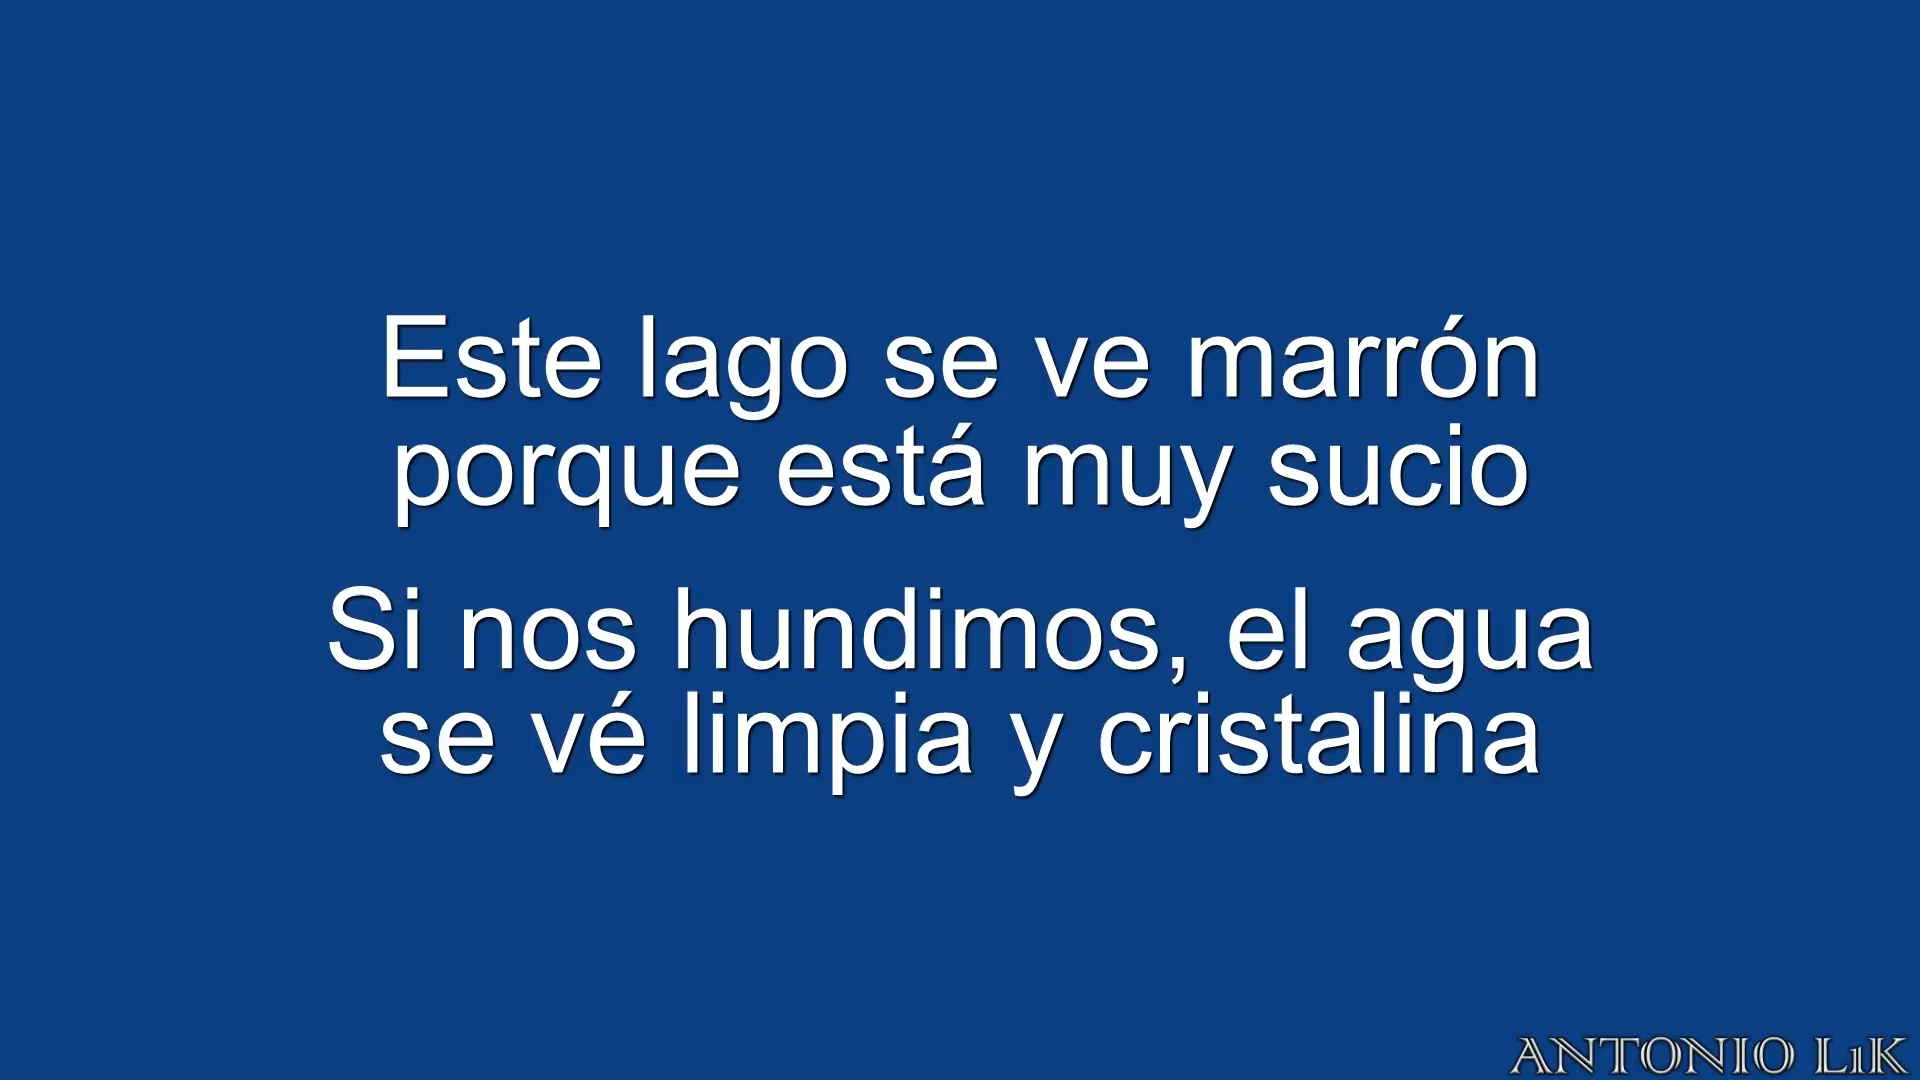 Este lago se ve marrón
porque está muy sucio
Si nos hundimos, el agua
se vé limpia y cristalina
ANTONIO L1K